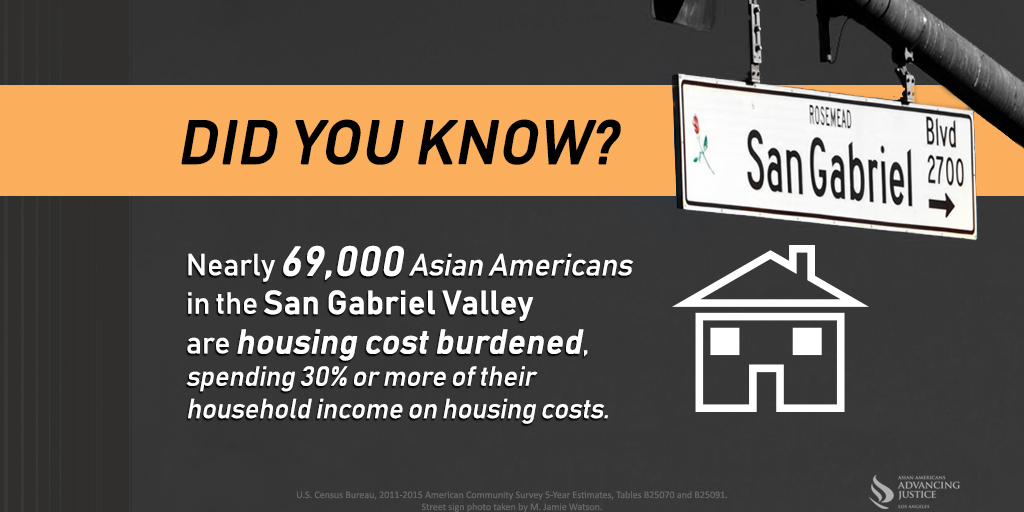 DID YOU KNOW?
ROSEMEAD
San Gabriel
Blvd
2700
Nearly 69,000 Asian Americans
in the San Gabriel Valley
are housing cost burdened,
spending 30% or more of their
household income on housing costs.
U.S. Census Bureau, 2011-2015 American Community Survey 5-Year Estimates, Tables B25070 and B25091.
Street sign photo taken by M. Jamie Watson.
ASIAN AMERICANS
ADVANCING
JUSTICE
LOS ANGELES